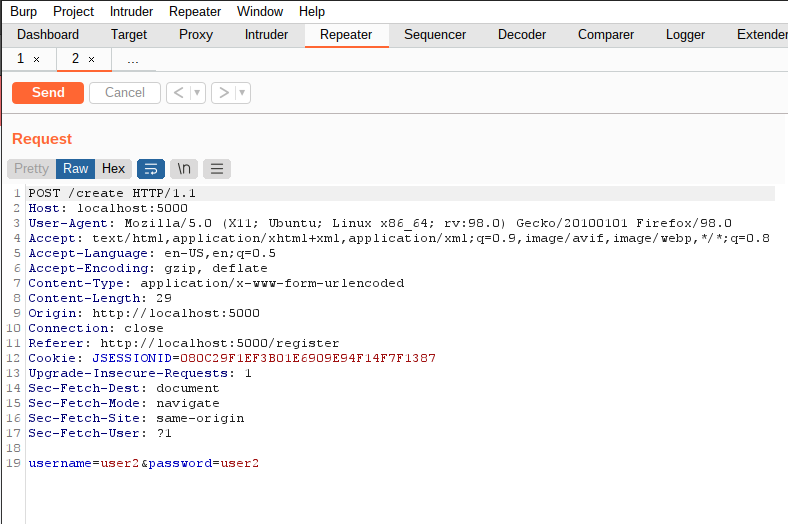 Burp Project Intruder Repeater Window Help
Dashboard Target Proxy Intruder Repeater Sequencer Decoder Comparer Logger Extender
1 × 2 × ...
Send Cancel < ▼ > ▼
Request
Pretty Raw Hex \n
1 POST /create HTTP/1.1
2 Host: localhost:5000
3 User-Agent: Mozilla/5.0 (X11; Ubuntu; Linux x86_64; rv:98.0) Gecko/20100101 Firefox/98.0
4 Accept: text/html,application/xhtml+xml,application/xml;q=0.9,image/avif,image/webp,*/*;q=0.8
5 Accept-Language: en-US,en;q=0.5
6 Accept-Encoding: gzip, deflate
7 Content-Type: application/x-www-form-urlencoded
8 Content-Length: 29
9 Origin: http://localhost:5000
10 Connection: close
11 Referer: http://localhost:5000/register
12 Cookie: JSESSIONID=080C29F1EF3B01E6909E94F14F7F1387
13 Upgrade-Insecure-Requests: 1
14 Sec-Fetch-Dest: document
15 Sec-Fetch-Mode: navigate
16 Sec-Fetch-Site: same-origin
17 Sec-Fetch-User: ?1
18
19 username=user2&password=user2